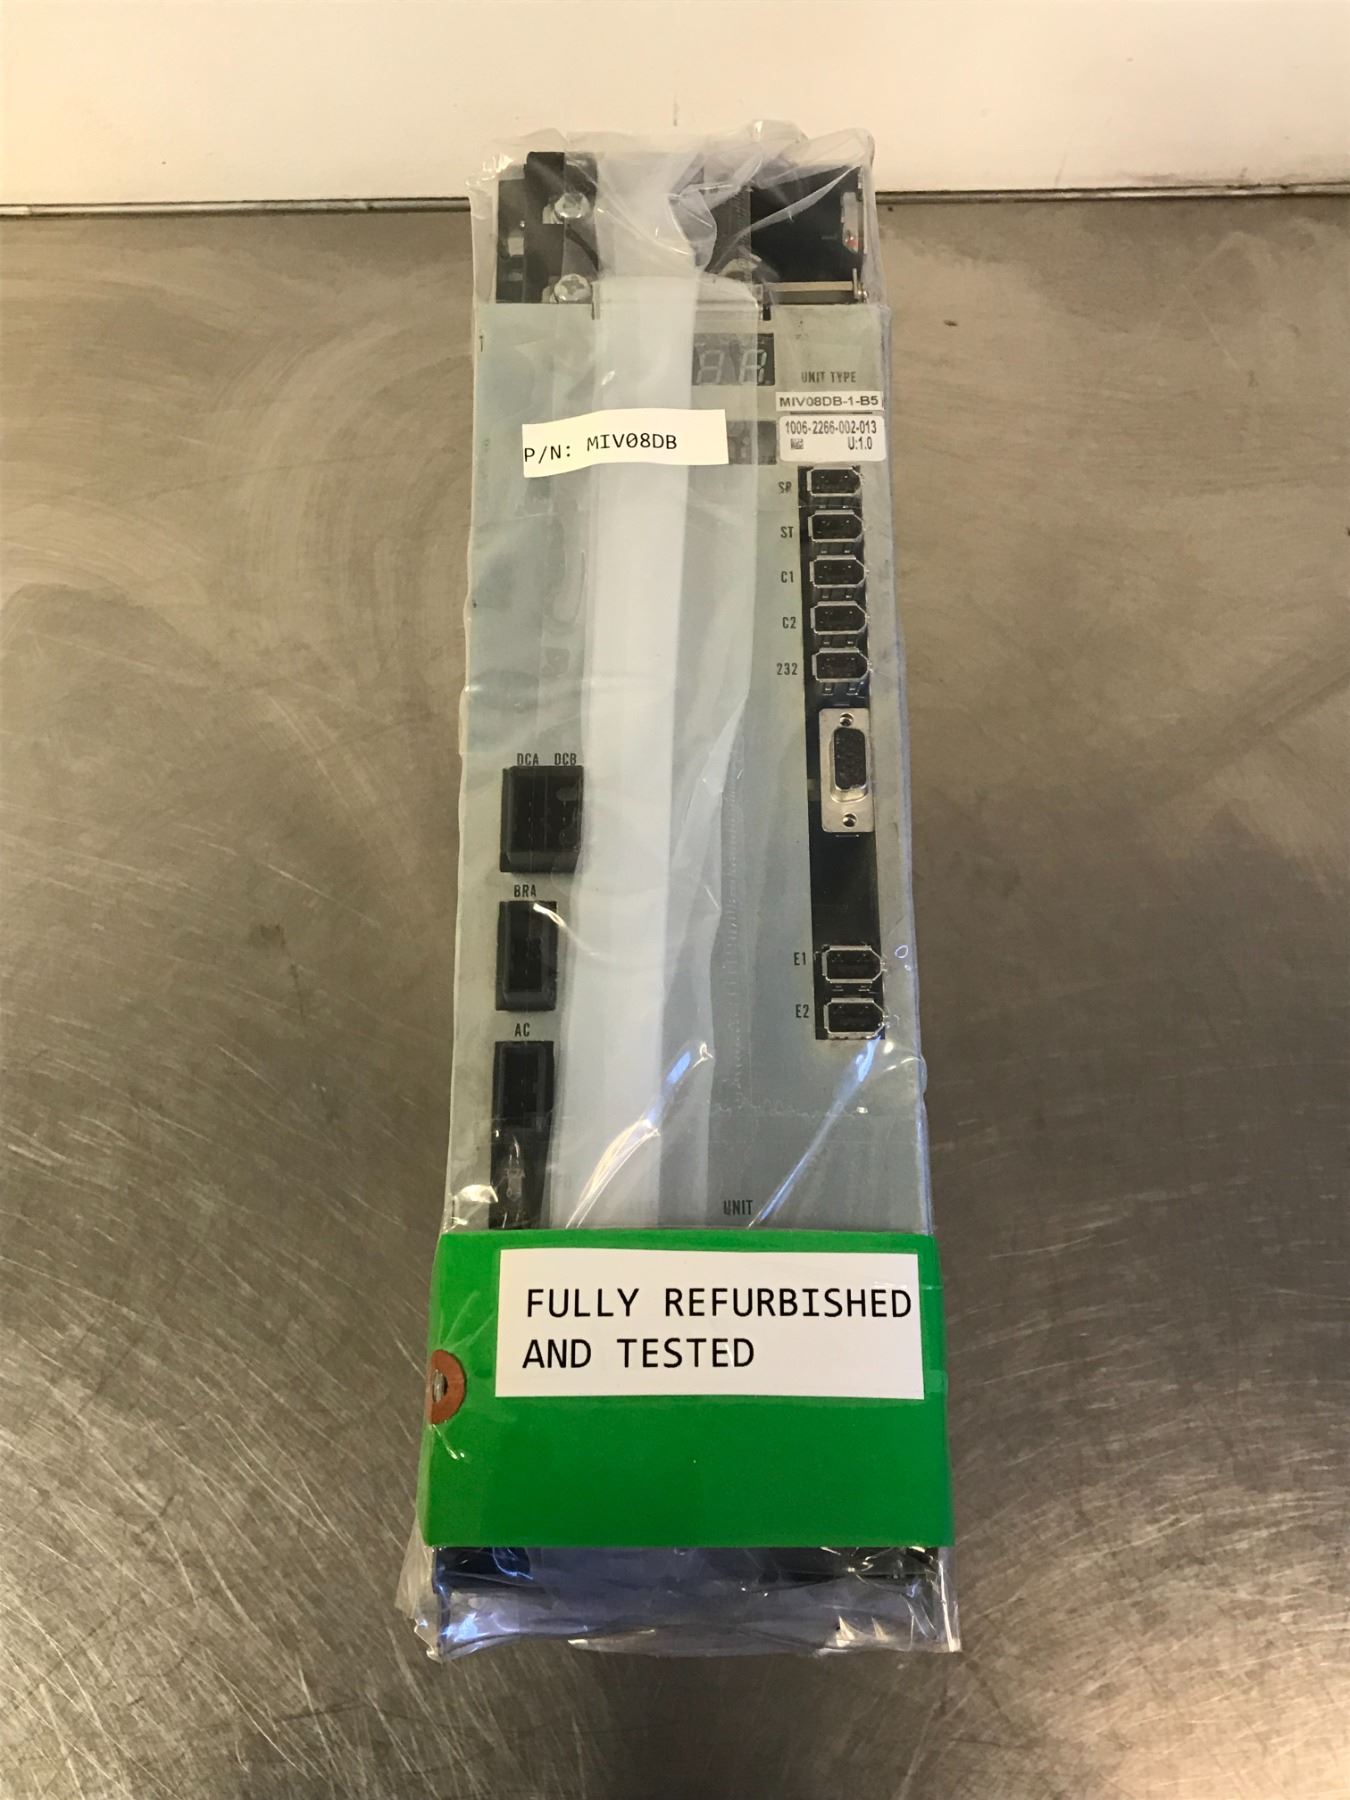 UNIT TYPE
MIV08DB-1-B5
1006-2266-002-013
U:1.0
P/N: MIV08DB
ST
C1
C2
232
DCA DCB
BRA
AC
E1
E2
UNIT
FULLY REFURBISHED
AND TESTED